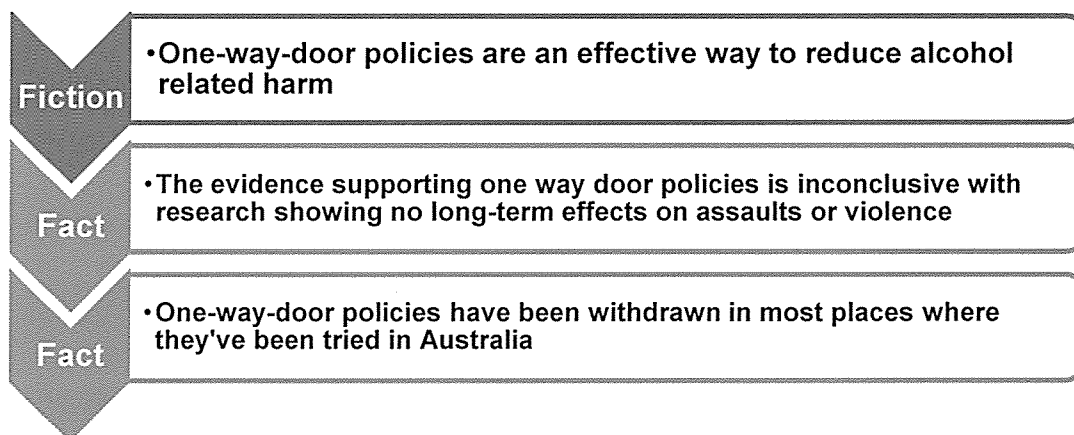 Fiction
•One-way-door policies are an effective way to reduce alcohol
related harm
Fact
•The evidence supporting one way door policies is inconclusive with
research showing no long-term effects on assaults or violence
Fact
•One-way-door policies have been withdrawn in most places where
they've been tried in Australia